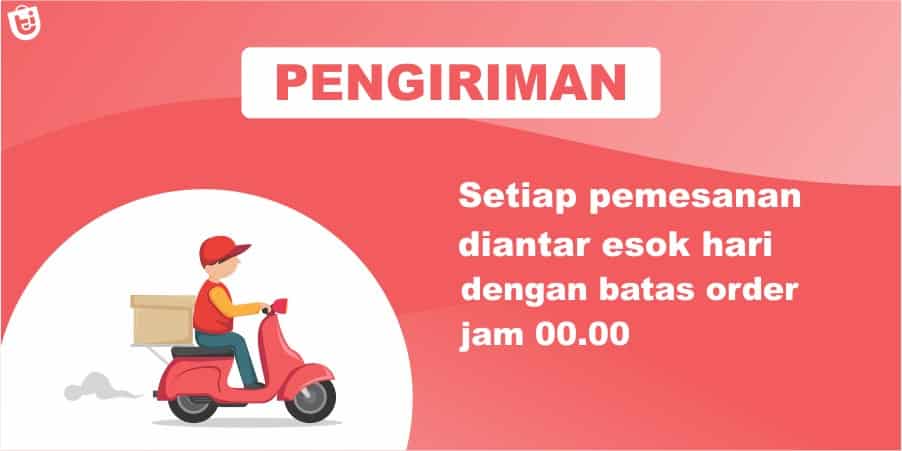 PENGIRIMAN
Setiap pemesanan
diantar esok hari
dengan batas order
jam 00.00